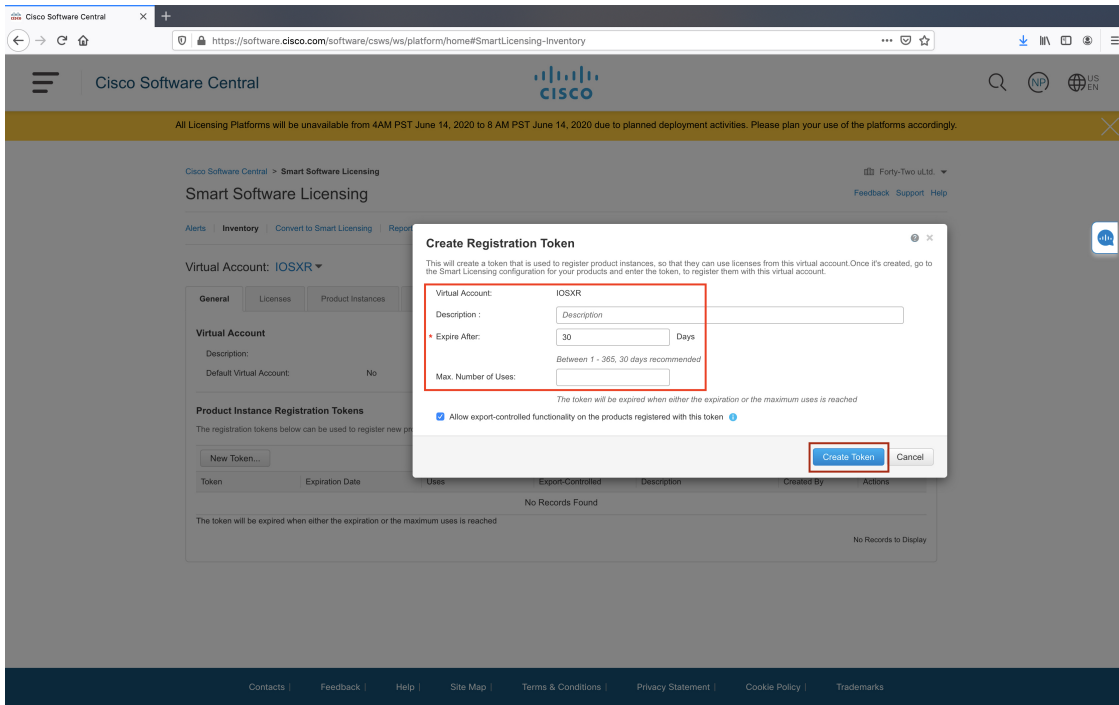 Cisco Software Central
https://software.cisco.com/software/csws/ws/platform/home#SmartLicensing-Inventory
Cisco Software Central
CISCO
NP
US
EN
All Licensing Platforms will be unavailable from 4AM PST June 14, 2020 to 8 AM PST June 14, 2020 due to planned deployment activities. Please plan your use of the platforms accordingly.
Cisco Software Central > Smart Software Licensing
Forty-Two uLtd.
Smart Software Licensing
Feedback Support Help
Alerts | Inventory | Convert to Smart Licensing | Report
Virtual Account: IOSXR
General Licenses Product Instances
Virtual Account
Description:
Default Virtual Account: No
Product Instance Registration Tokens
The registration tokens below can be used to register new pr
New Token...
Token Expiration Date Uses Export-Controlled Description Created By Actions
No Records Found
The token will be expired when either the expiration or the maximum uses is reached
No Records to Display
Create Registration Token
This will create a token that is used to register product instances, so that they can use licenses from this virtual account.Once it's created, go to
the Smart Licensing configuration for your products and enter the token, to register them with this virtual account.
Virtual Account: IOSXR
Description : Description
* Expire After: 30 Days
Between 1 - 365, 30 days recommended
Max. Number of Uses:
The token will be expired when either the expiration or the maximum uses is reached
Allow export-controlled functionality on the products registered with this token
Create Token Cancel
Contacts | Feedback | Help | Site Map | Terms & Conditions | Privacy Statement | Cookie Policy | Trademarks